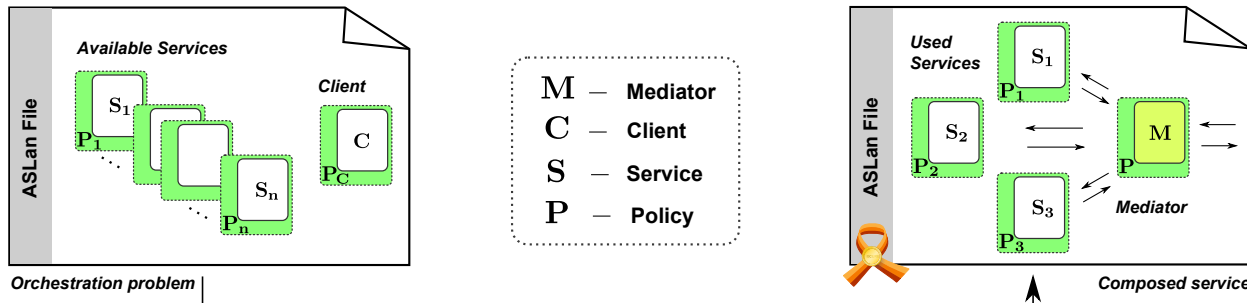 ASLan File
Available Services
S1
P1
. . .
Sn
Pn
. . .
Client
C
PC
Orchestration problem
M – Mediator
C – Client
S – Service
P – Policy
ASLan File
Used
Services
S1
P1
S2
P2
S3
P3
M
P
Mediator
Composed service